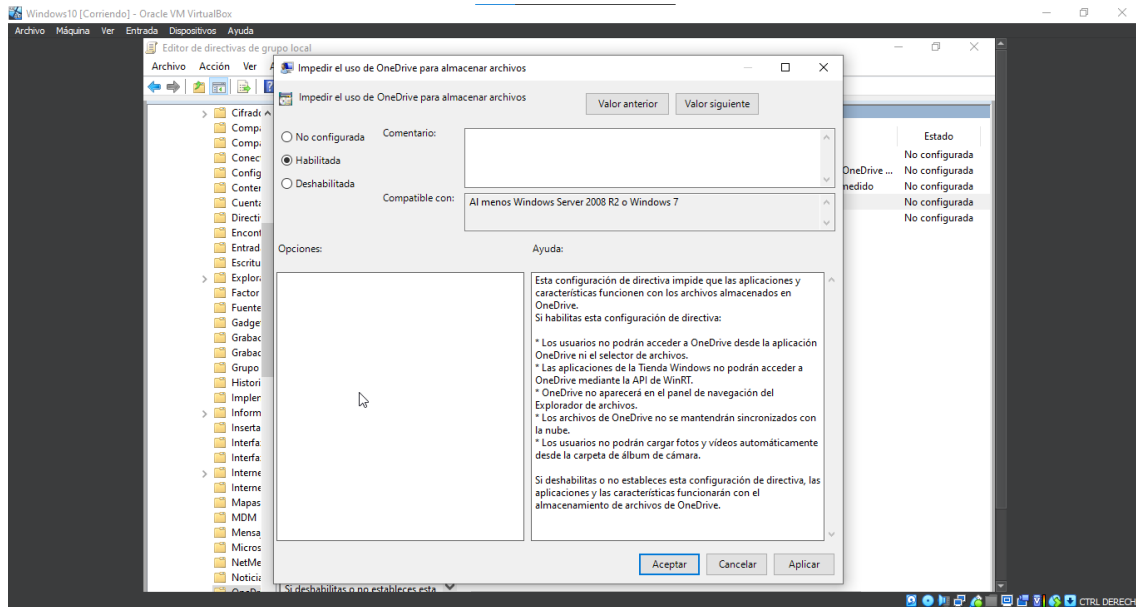 Windows10 [Corriendo] - Oracle VM VirtualBox
Archivo Máquina Ver Entrada Dispositivos Ayuda
Editor de directivas de grupo local
Archivo Acción Ver
Impedir el uso de OneDrive para almacenar archivos
Impedir el uso de OneDrive para almacenar archivos
Valor anterior Valor siguiente
No configurada
Habilitada
Deshabilitada
Comentario:
Compatible con:
Al menos Windows Server 2008 R2 o Windows 7
Opciones:
Ayuda:
Esta configuración de directiva impide que las aplicaciones y
características funcionen con los archivos almacenados en
OneDrive.
Si habilitas esta configuración de directiva:
* Los usuarios no podrán acceder a OneDrive desde la aplicación
OneDrive ni el selector de archivos.
* Las aplicaciones de la Tienda Windows no podrán acceder a
OneDrive mediante la API de WinRT.
* OneDrive no aparecerá en el panel de navegación del
Explorador de archivos.
* Los archivos de OneDrive no se mantendrán sincronizados con
la nube.
* Los usuarios no podrán cargar fotos y vídeos automáticamente
desde la carpeta de álbum de cámara.
Si deshabilitas o no estableces esta configuración de directiva, las
aplicaciones y las características funcionarán con el
almacenamiento de archivos de OneDrive.
Aceptar Cancelar Aplicar
Cifrado
Compa
Compa
Conec
Config
Conten
Cuenta
Directi
Encont
Entrad
Escritu
Explora
Factor
Fuente
Gadge
Grabac
Grabac
Grupo
Histori
Implen
Inform
Inserta
Interfa
Interfa
Interne
Interne
Mapas
MDM
Mensa
Micros
NetMe
Noticia
OneDr
Si deshabilitas o no estableces esta
Estado
No configurada
OneDrive ... No configurada
medido No configurada
No configurada
No configurada
CTRL DERECH